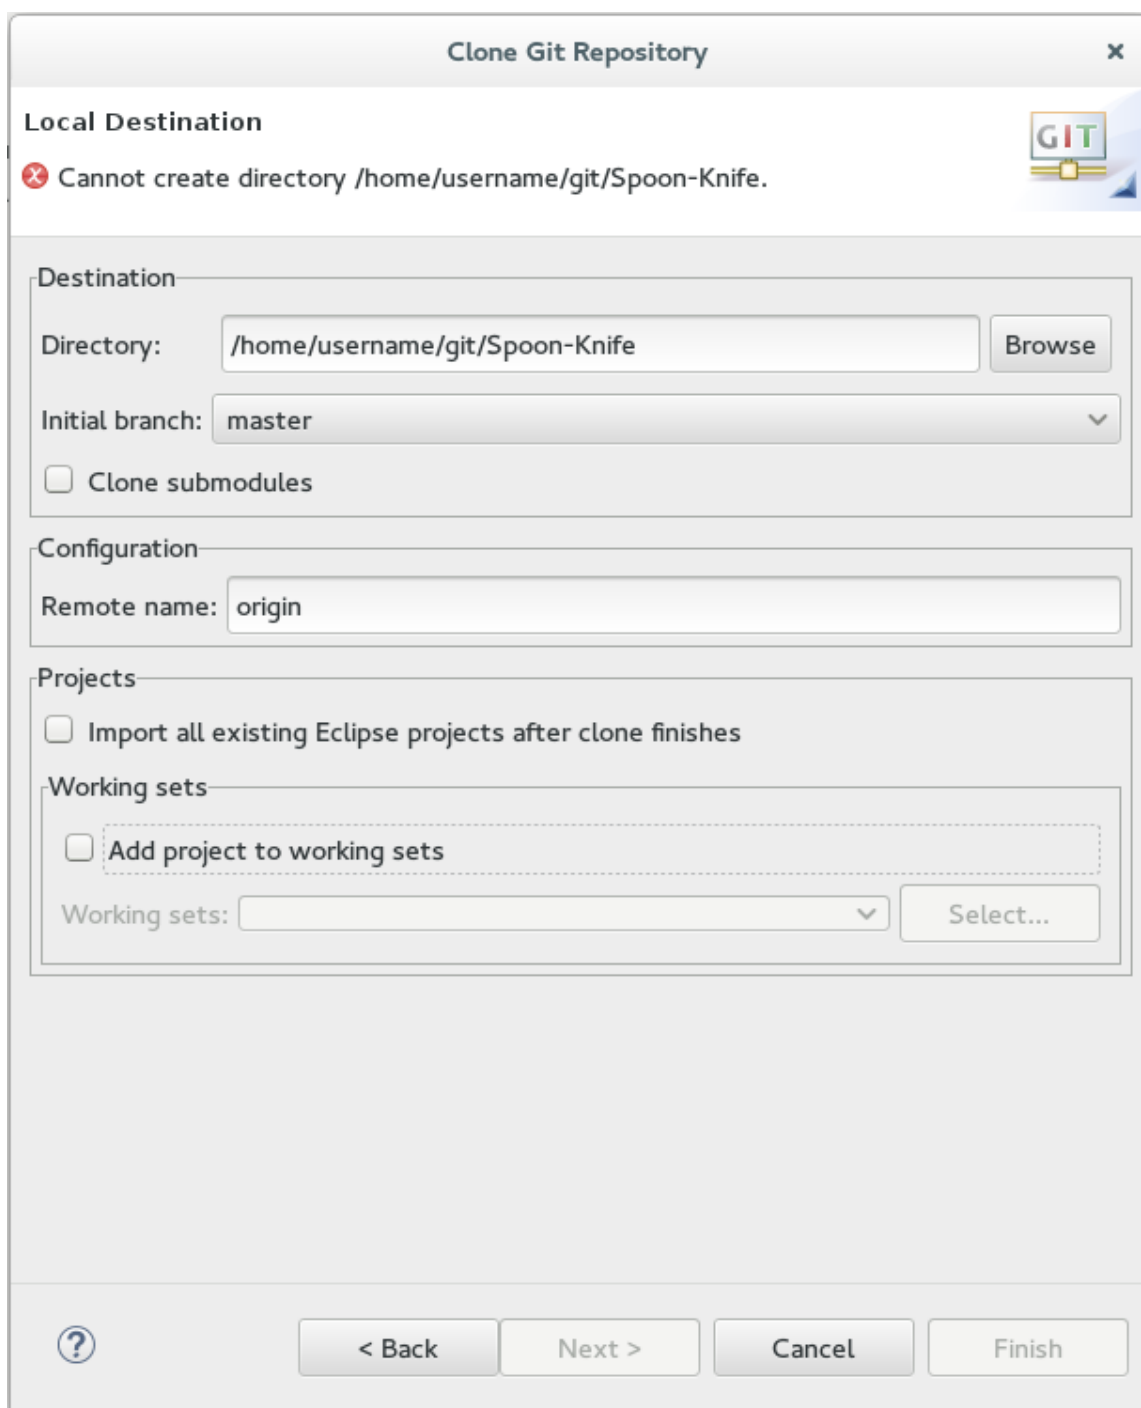 Clone Git Repository ×
Local Destination
GIT
Cannot create directory /home/username/git/Spoon-Knife.
Destination
Directory: /home/username/git/Spoon-Knife Browse
Initial branch: master
Clone submodules
Configuration
Remote name: origin
Projects
Import all existing Eclipse projects after clone finishes
Working sets
Add project to working sets
Working sets: Select...
? < Back Next > Cancel Finish